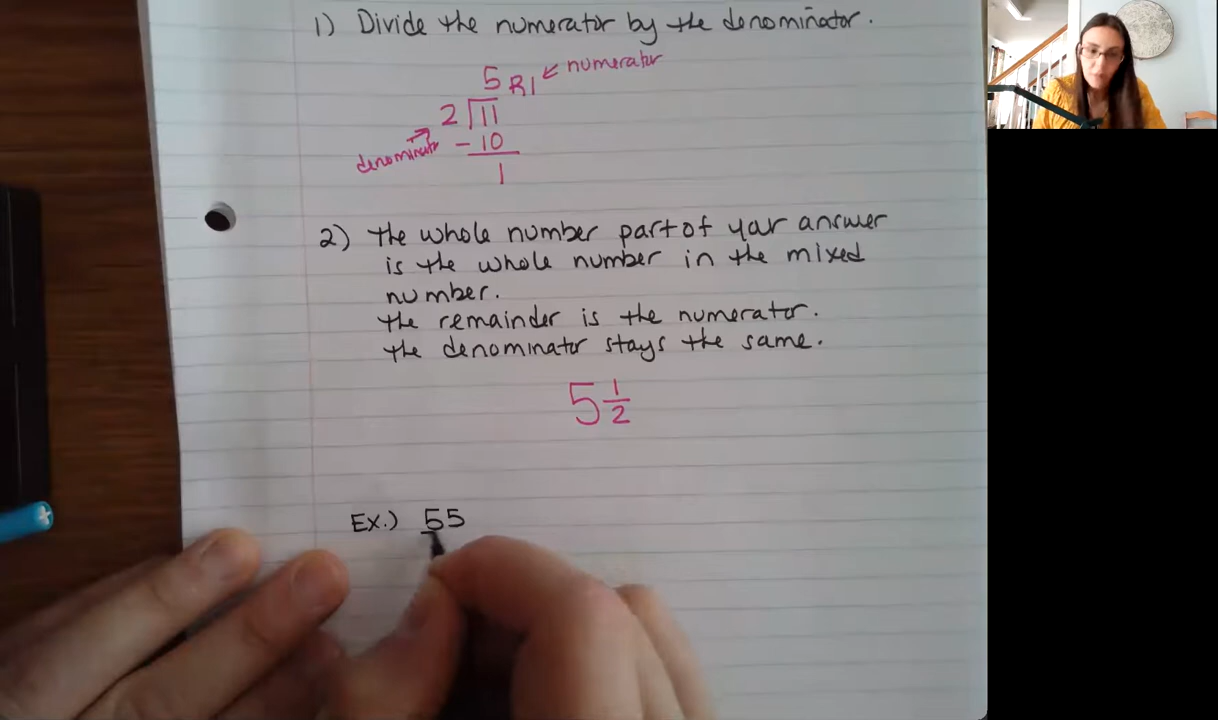 1) Divide the numerator by the denominator.
5 R1 ← numerator
2 11
denominator → - 10
1
2) the whole number part of your answer
is the whole number in the mixed
number.
the remainder is the numerator.
the denominator stays the same.
5 1/2
Ex.) 55